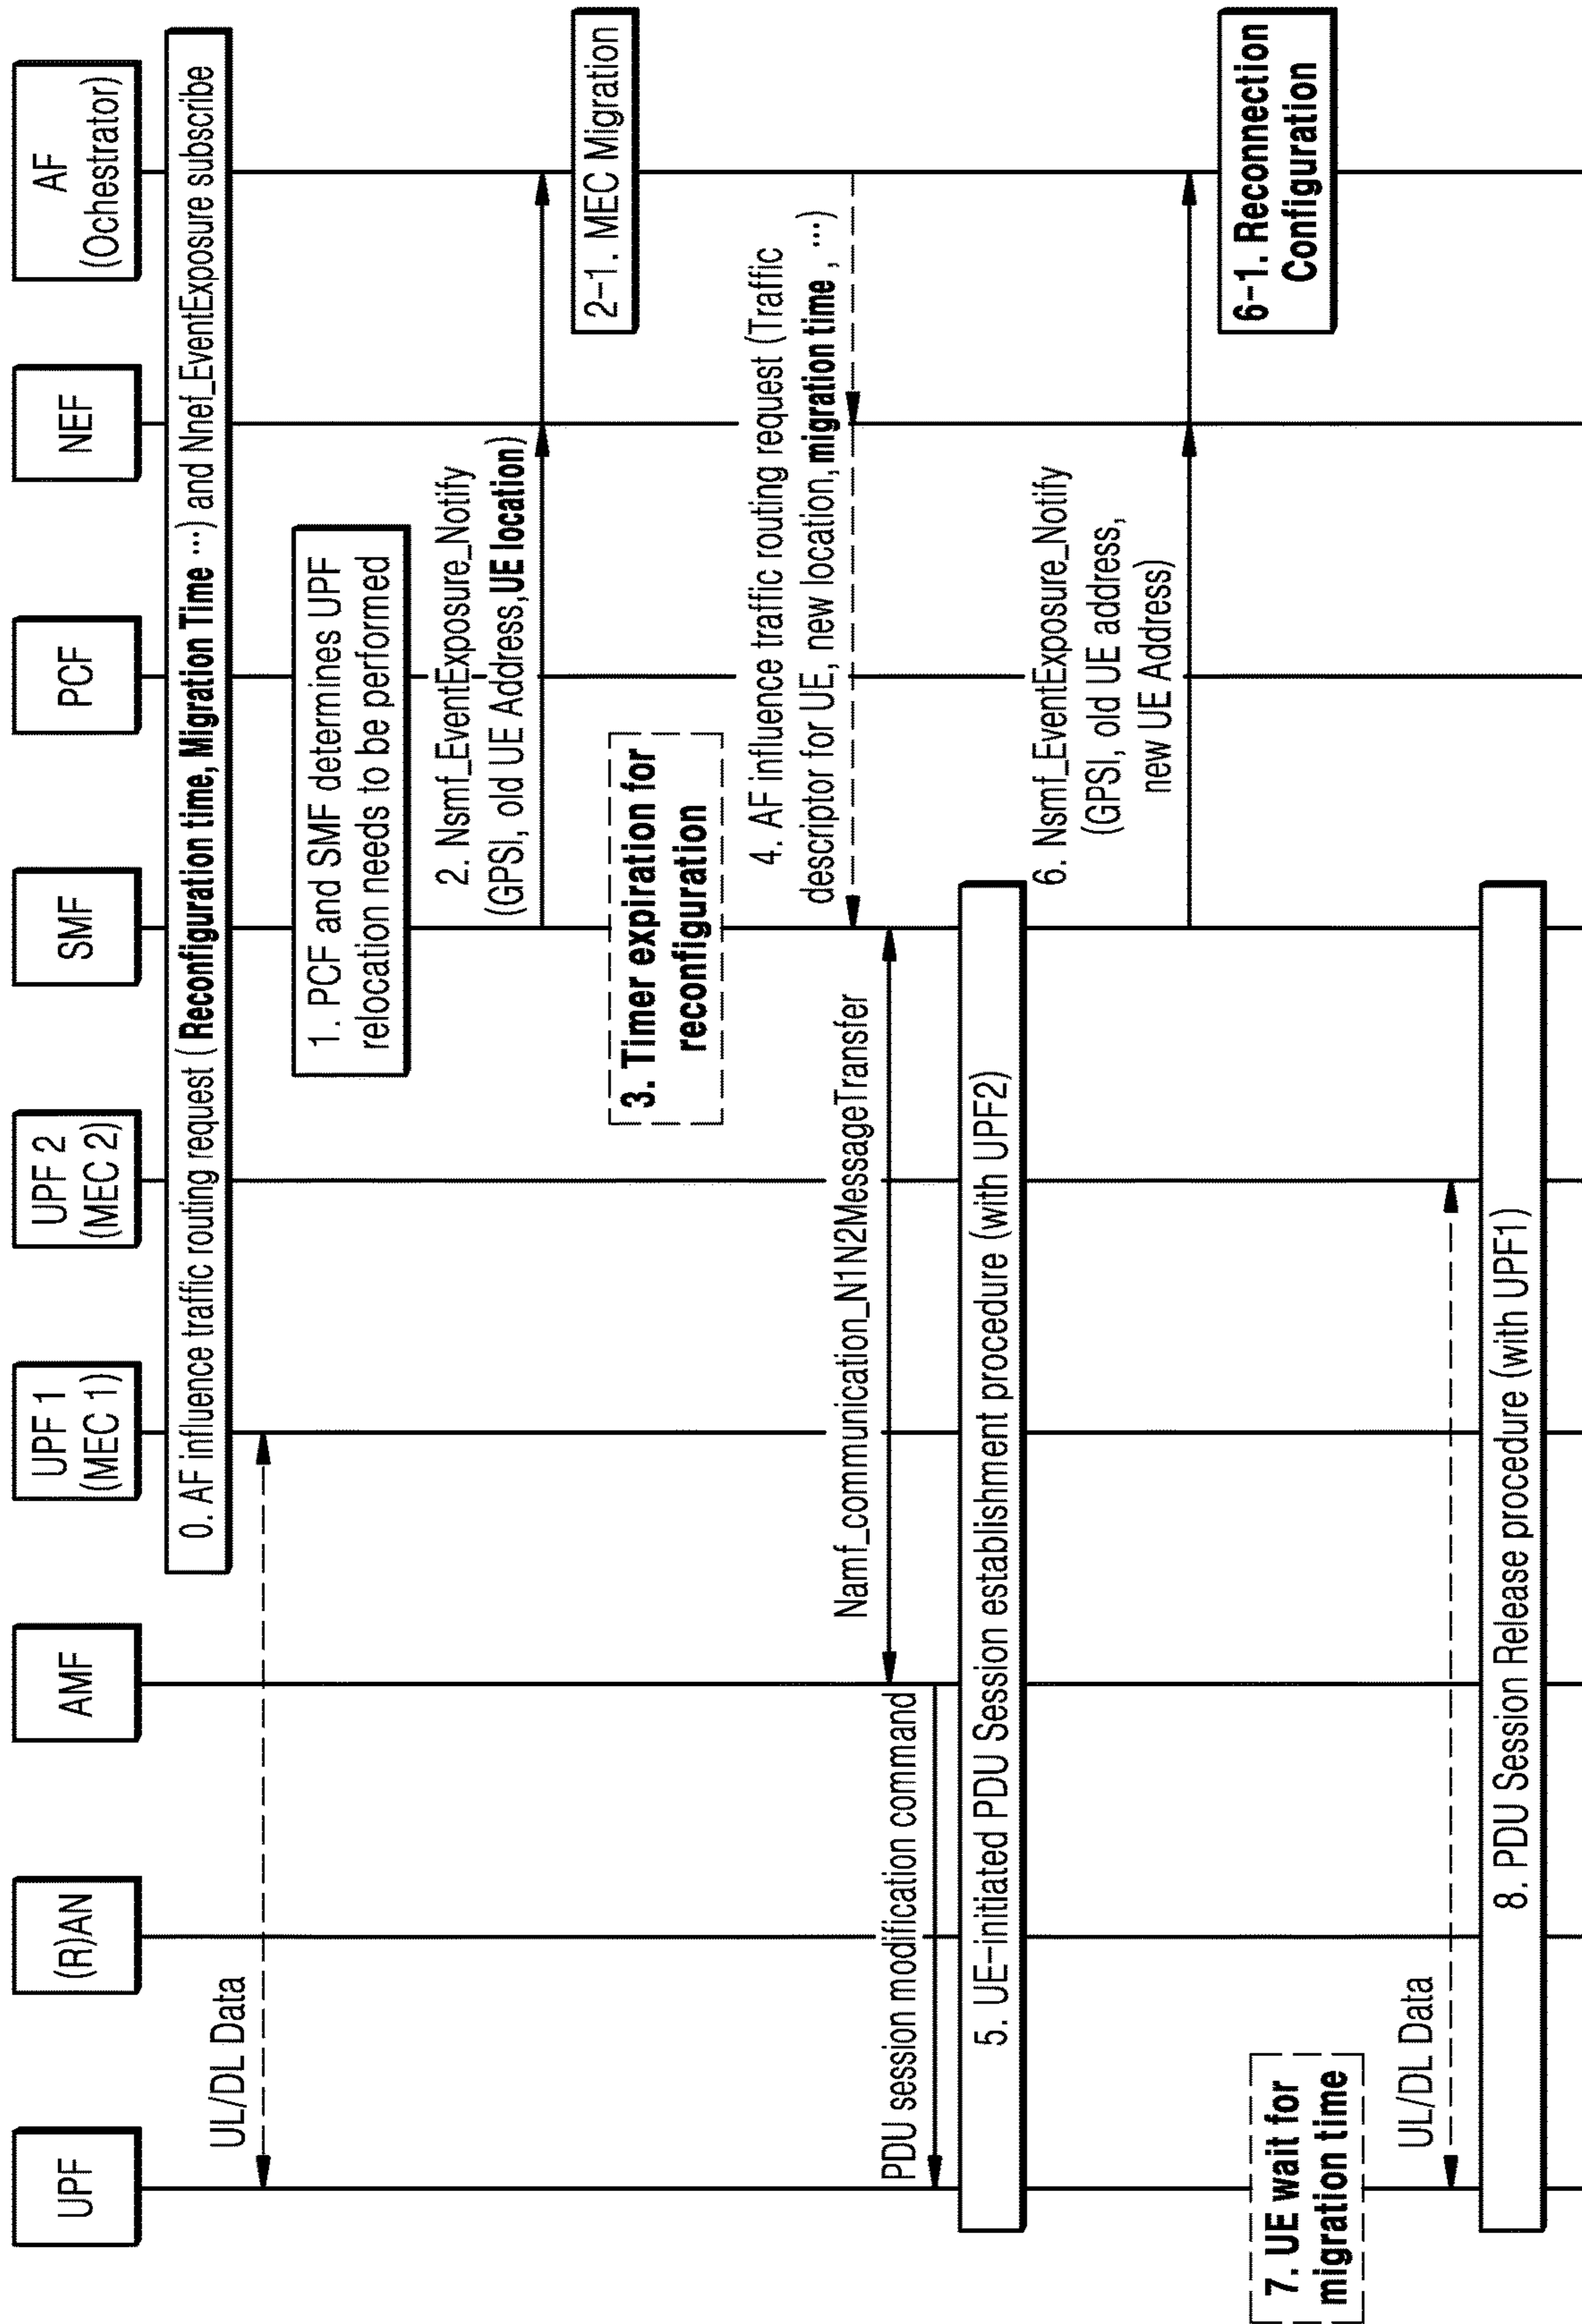 UPF
(R)AN
AMF
UPF 1
(MEC 1)
UPF 2
(MEC 2)
SMF
PCF
NEF
AF
(Ochestrator)
0. AF influence traffic routing request ( Reconfiguration time, Migration Time ⋯) and Nnef_EventExposure subscribe
UL/DL Data
1. PCF and SMF determines UPF
relocation needs to be performed
2. Nsmf_EventExposure_Notify
(GPSI, old UE Address, UE location)
2-1. MEC Migration
3. Timer expiration for
reconfiguration
4. AF influence traffic routing request (Traffic
descriptor for UE, new location, migration time , ⋯)
Namf_communication_N1N2MessageTransfer
PDU session modification command
5. UE-initiated PDU Session establishment procedure (with UPF2)
6. Nsmf_EventExposure_Notify
(GPSI, old UE address,
new UE Address)
6-1. Reconnection
Configuration
7. UE wait for
migration time
UL/DL Data
8. PDU Session Release procedure (with UPF1)